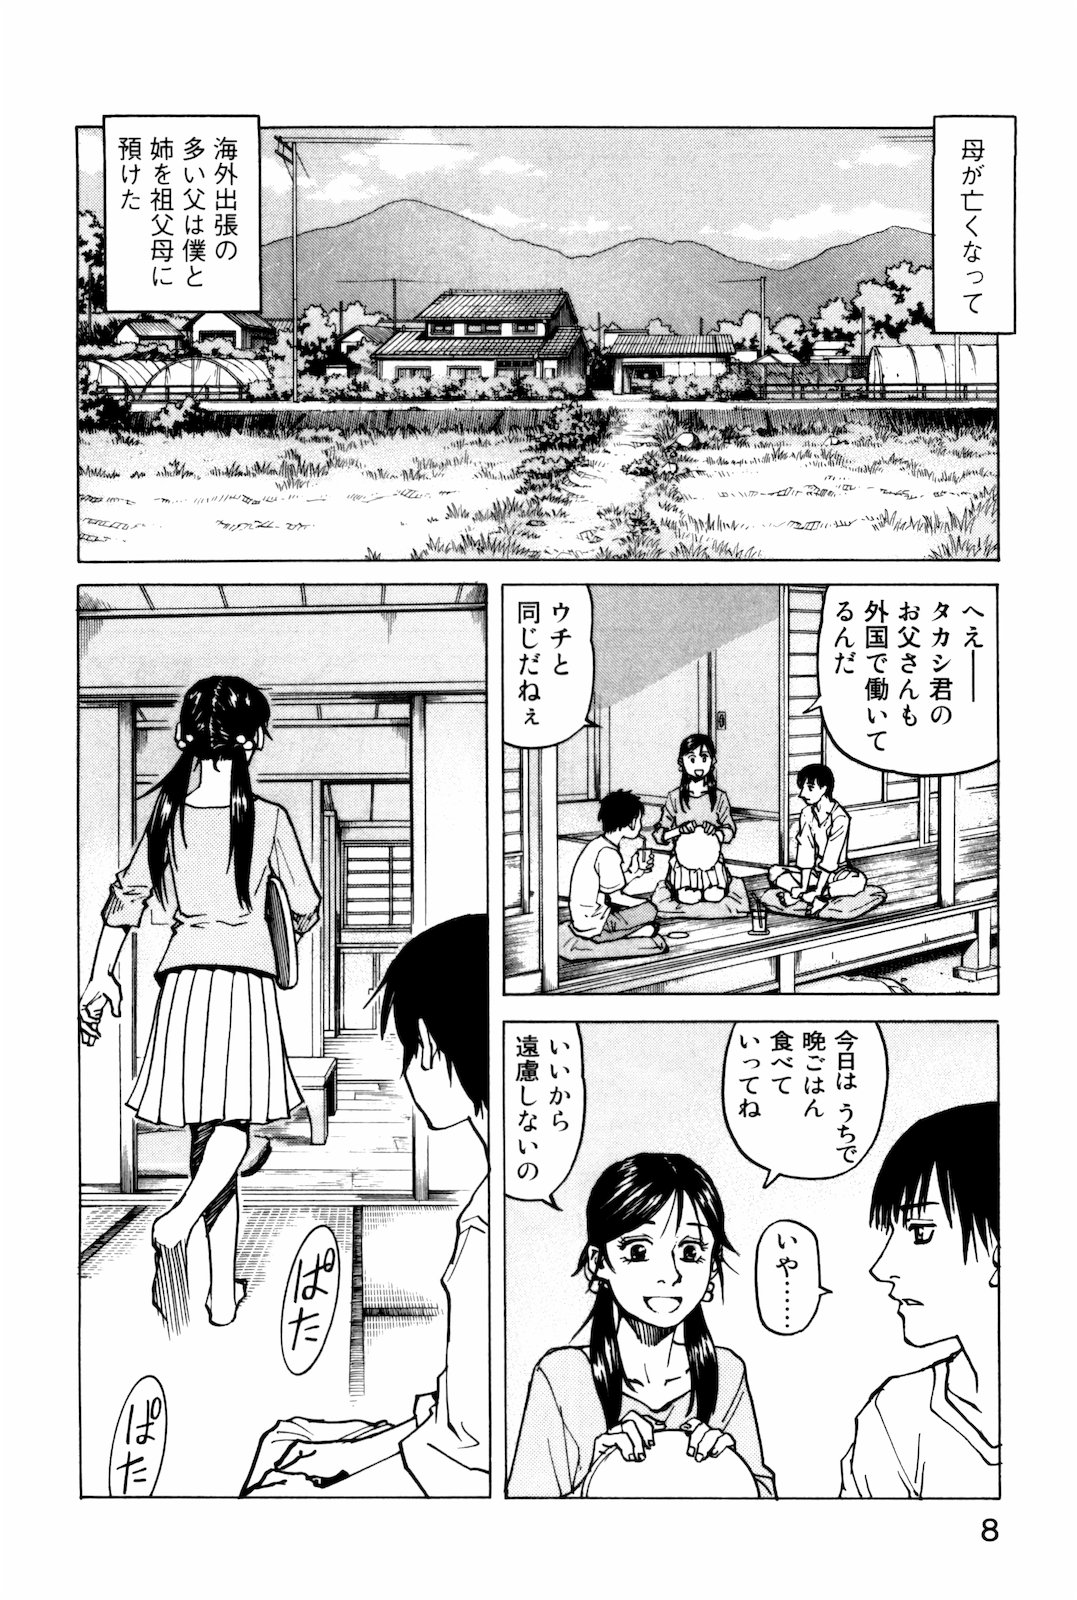 母が亡くなって
海外出張の
多い父は僕と
姉を祖父母に
預けた
へえ――
タカシ君の
お父さんも
外国で働いて
るんだ
ウチと
同じだねぇ
今日は うちで
晩ごはん
食べて
いってね
いや……
いいから
遠慮しないの
ぱた
ぱた
8